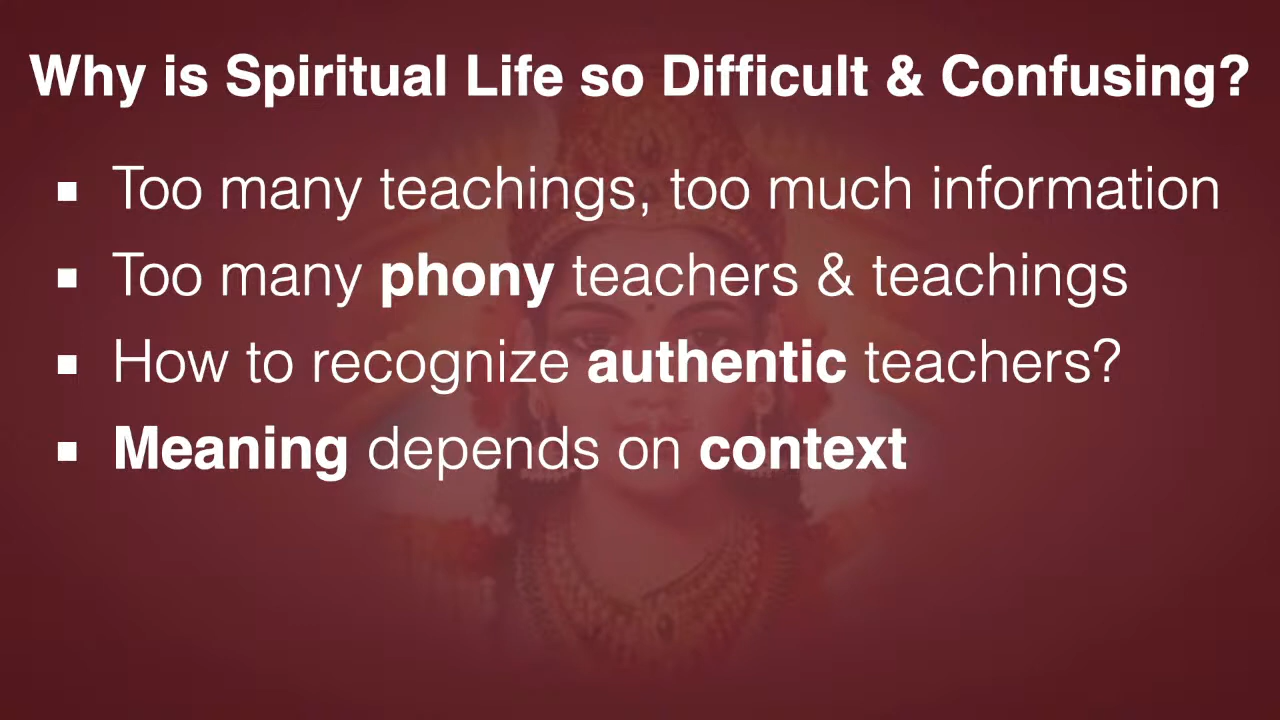 Why is Spiritual Life so Difficult & Confusing?
▪ Too many teachings, too much information
▪ Too many phony teachers & teachings
▪ How to recognize authentic teachers?
▪ Meaning depends on context